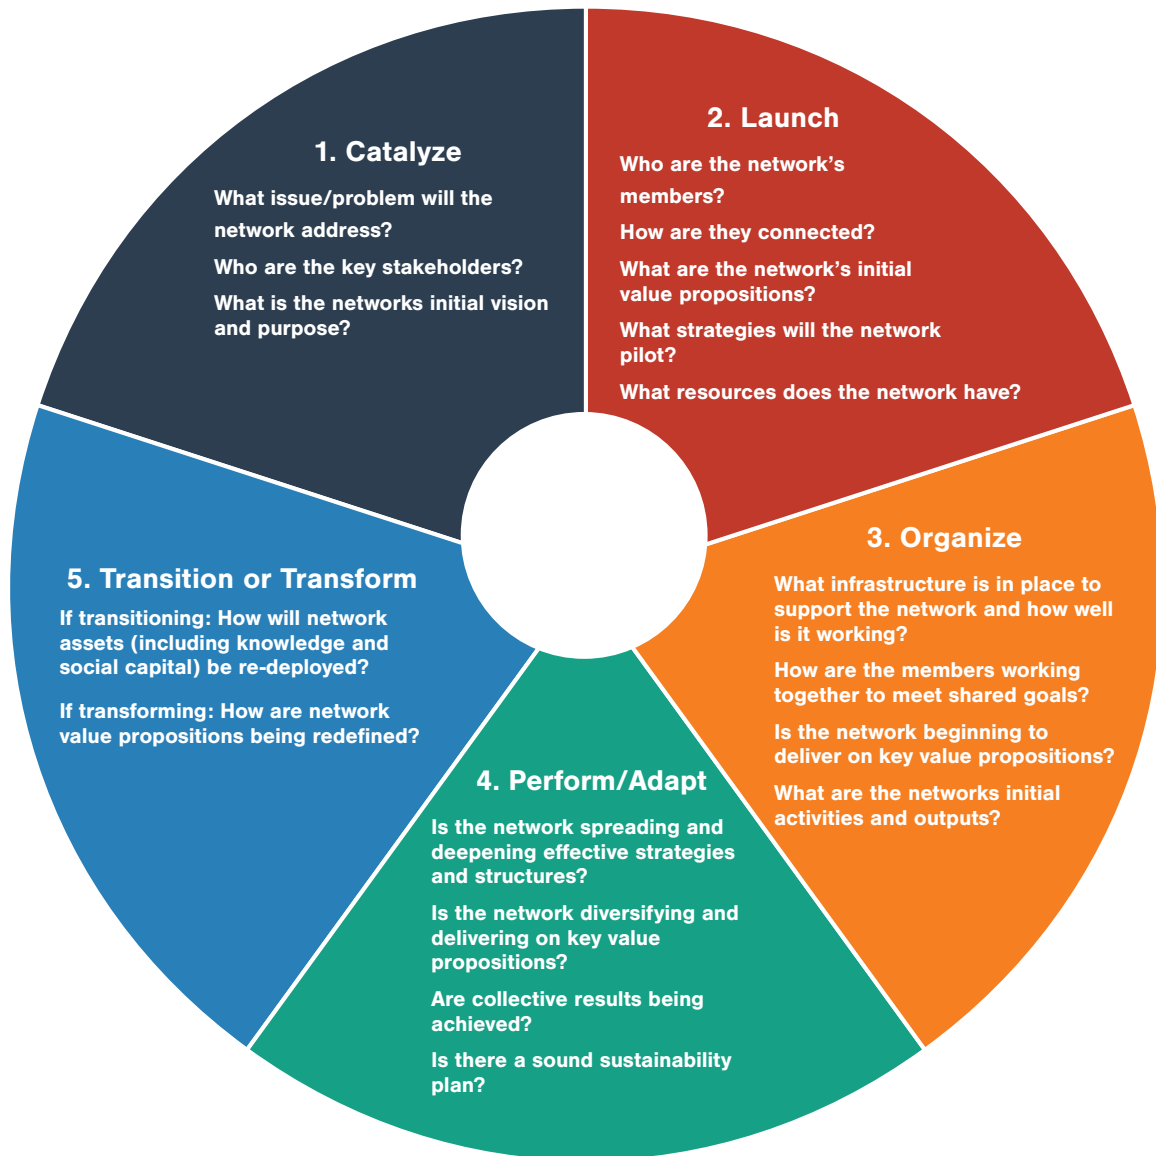 1. Catalyze
What issue/problem will the
network address?
Who are the key stakeholders?
What is the networks initial vision
and purpose?
2. Launch
Who are the network’s
members?
How are they connected?
What are the network’s initial
value propositions?
What strategies will the network
pilot?
What resources does the network have?
3. Organize
What infrastructure is in place to
support the network and how well
is it working?
How are the members working
together to meet shared goals?
Is the network beginning to
deliver on key value propositions?
What are the networks initial
activities and outputs?
4. Perform/Adapt
Is the network spreading and
deepening effective strategies
and structures?
Is the network diversifying and
delivering on key value
propositions?
Are collective results being
achieved?
Is there a sound sustainability
plan?
5. Transition or Transform
If transitioning: How will network
assets (including knowledge and
social capital) be re-deployed?
If transforming: How are network
value propositions being redefined?